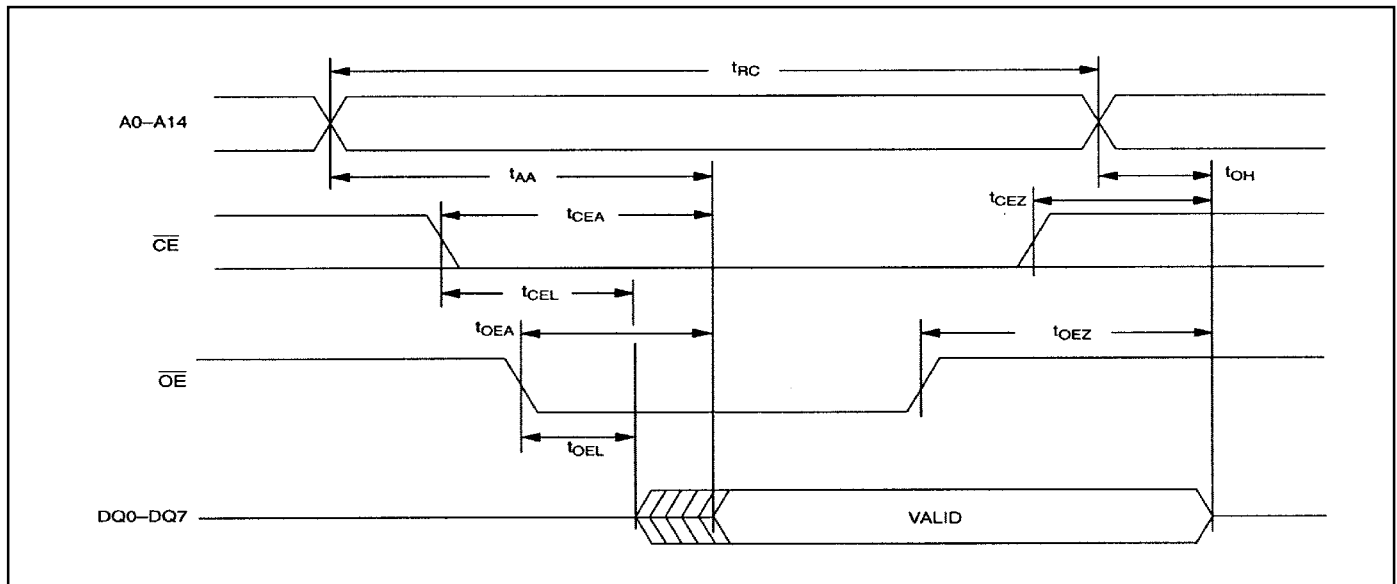 tRC
A0–A14
tAA
tOH
tCEA
tCEZ
CE
tCEL
tOEA
tOEZ
OE
tOEL
DQ0–DQ7
VALID